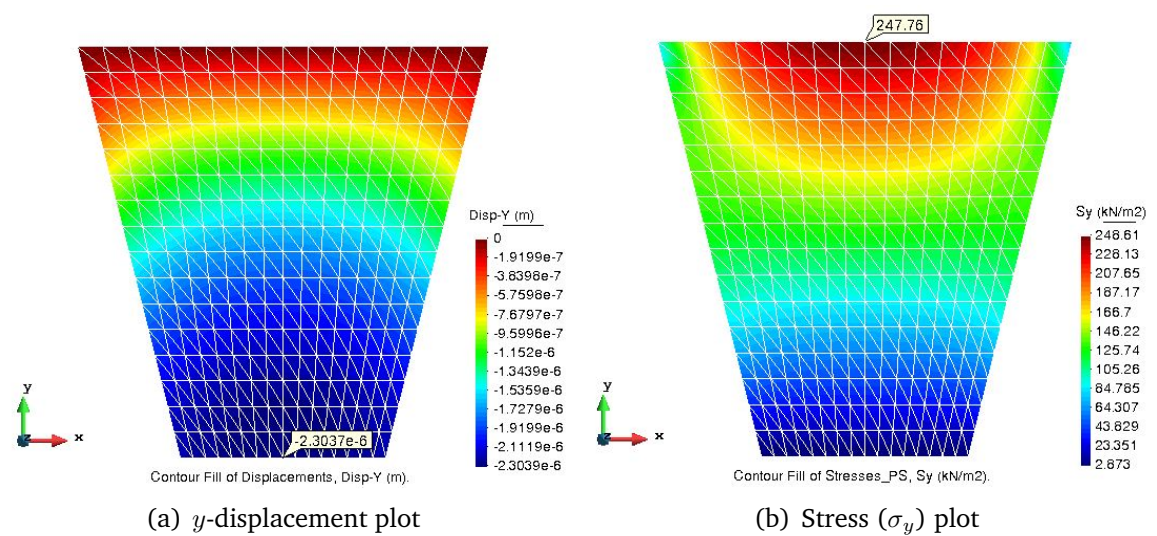 -2.3037e-6
Disp-Y (m)
0
-1.9199e-7
-3.8398e-7
-5.7598e-7
-7.6797e-7
-9.5996e-7
-1.152e-6
-1.3439e-6
-1.5359e-6
-1.7279e-6
-1.9199e-6
-2.1119e-6
-2.3039e-6
y
x
z
Contour Fill of Displacements, Disp-Y (m).
(a) y-displacement plot
247.76
Sy (kN/m2)
248.61
228.13
207.65
187.17
166.7
146.22
125.74
105.26
84.785
64.307
43.829
23.351
2.873
y
x
z
Contour Fill of Stresses_PS, Sy (kN/m2).
(b) Stress (σy) plot